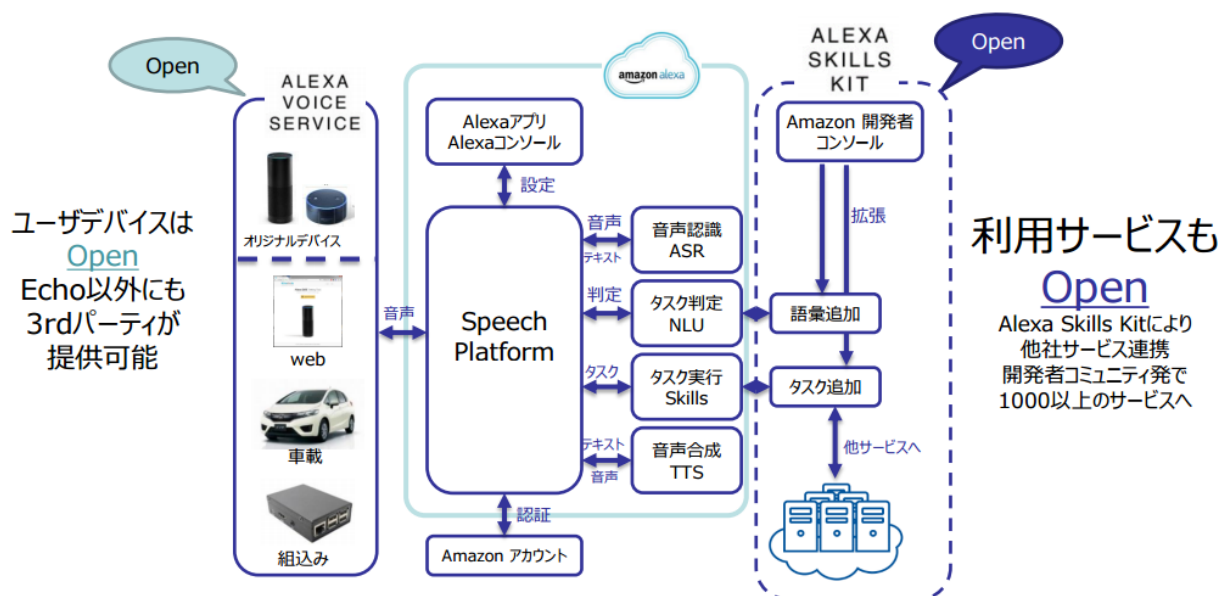 Open
ALEXA
VOICE
SERVICE
オリジナルデバイス
web
車載
組込み
ユーザデバイスは
Open
Echo以外にも
3rdパーティが
提供可能
音声
amazon alexa
Alexaアプリ
Alexaコンソール
設定
Speech
Platform
音声
テキスト
音声認識
ASR
判定
タスク判定
NLU
タスク
タスク実行
Skills
テキスト
音声
音声合成
TTS
認証
Amazon アカウント
ALEXA
SKILLS
KIT
Open
Amazon 開発者
コンソール
拡張
語彙追加
タスク追加
他サービスへ
利用サービスも
Open
Alexa Skills Kitにより
他社サービス連携
開発者コミュニティ発で
1000以上のサービスへ